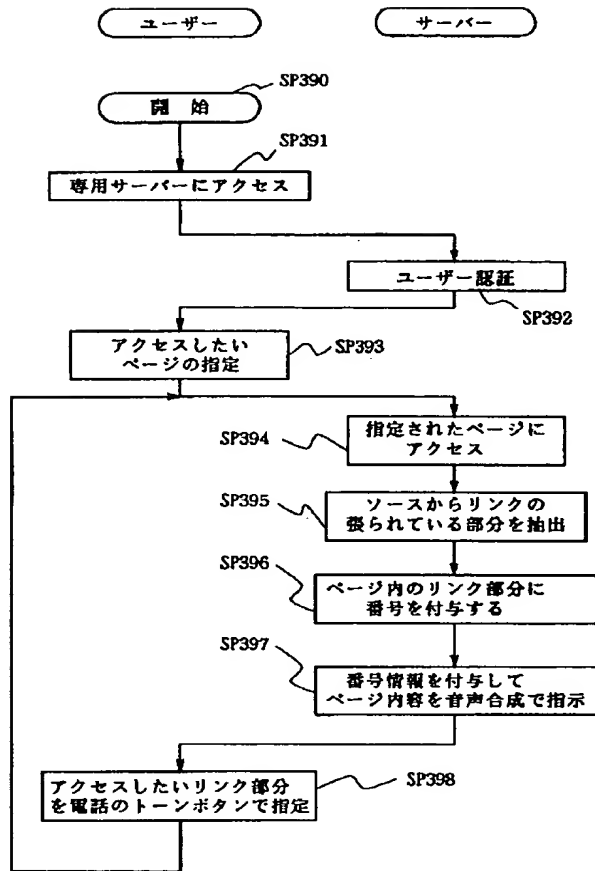 ユーザー
サーバー
SP390
開 始
SP391
専用サーバーにアクセス
ユーザー認証
SP392
アクセスしたい
ページの指定
SP393
SP394
指定されたページに
アクセス
SP395
ソースからリンクの
張られている部分を抽出
SP396
ページ内のリンク部分に
番号を付与する
SP397
番号情報を付与して
ページ内容を音声合成で指示
アクセスしたいリンク部分
を電話のトーンボタンで指定
SP398